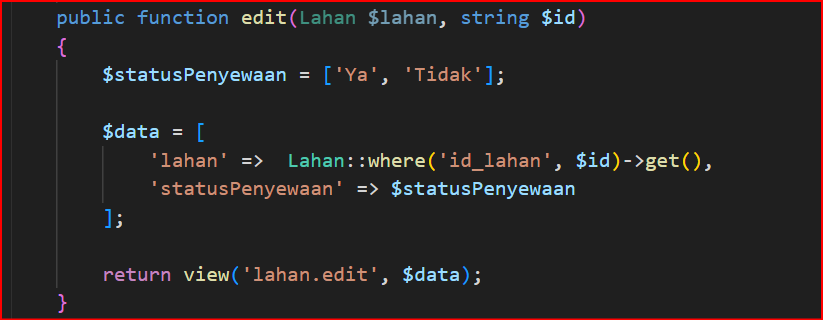 public function edit(Lahan $lahan, string $id)
{
    $statusPenyewaan = ['Ya', 'Tidak'];

    $data = [
        'lahan' =>  Lahan::where('id_lahan', $id)->get(),
        'statusPenyewaan' => $statusPenyewaan
    ];

    return view('lahan.edit', $data);
}